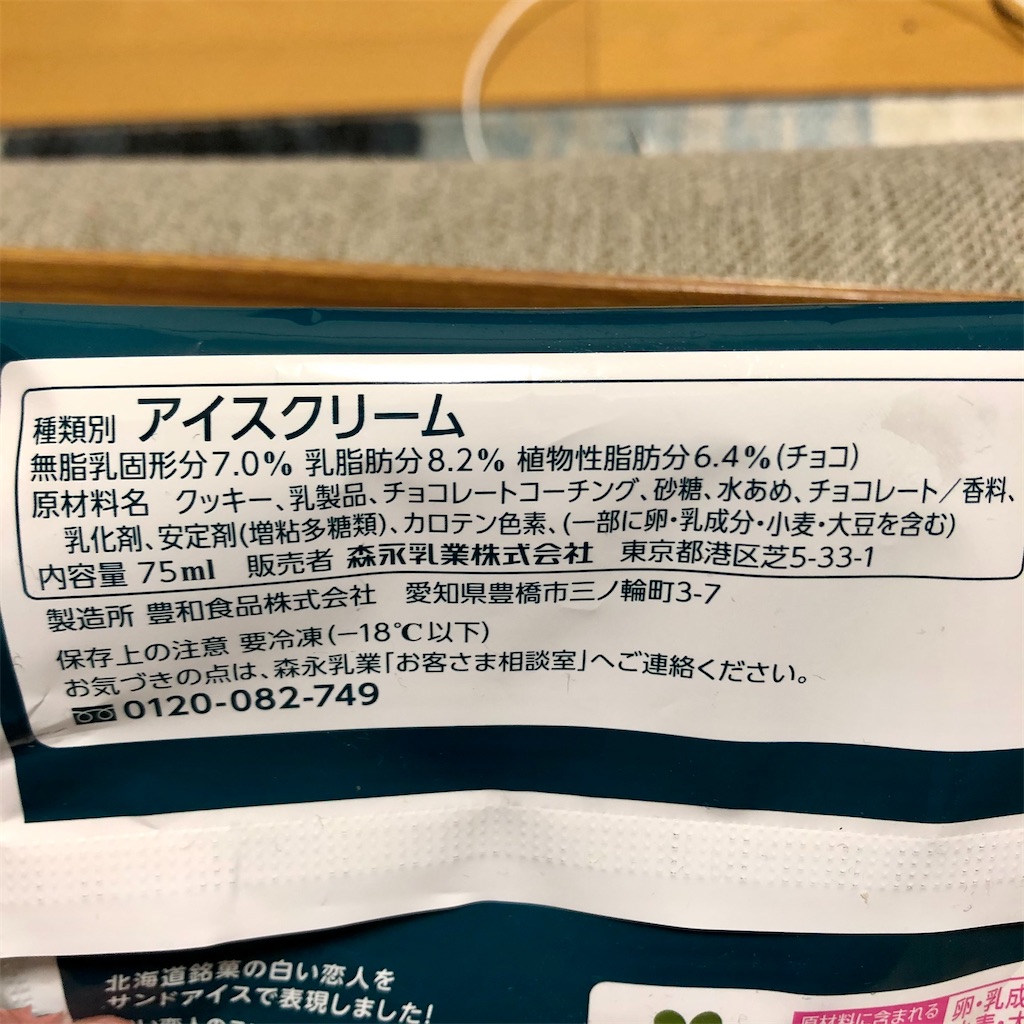 種類別 アイスクリーム
無脂乳固形分7.0% 乳脂肪分8.2% 植物性脂肪分6.4%(チョコ)
原材料名 クッキー、乳製品、チョコレートコーチング、砂糖、水あめ、チョコレート/香料、
乳化剤、安定剤(増粘多糖類)、カロテン色素、(一部に卵・乳成分・小麦・大豆を含む)
内容量 75ml 販売者 森永乳業株式会社 東京都港区芝5-33-1
製造所 豊和食品株式会社 愛知県豊橋市三ノ輪町3-7
保存上の注意 要冷凍(−18℃以下)
お気づきの点は、森永乳業「お客さま相談室」へご連絡ください。
0120-082-749
北海道銘菓の白い恋人を
サンドアイスで表現しました!
原材料に含まれる
卵・乳成